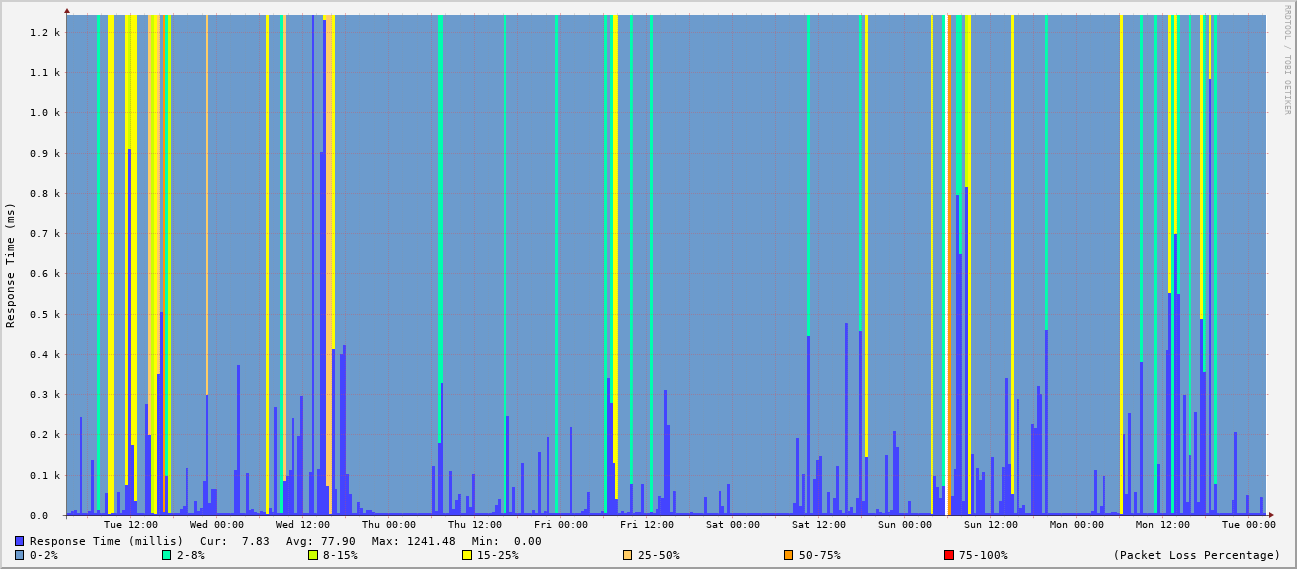 RRDTOOL / TOBI OETIKER
Response Time (ms)
1.2 k
1.1 k
1.0 k
0.9 k
0.8 k
0.7 k
0.6 k
0.5 k
0.4 k
0.3 k
0.2 k
0.1 k
0.0
Tue 12:00 Wed 00:00 Wed 12:00 Thu 00:00 Thu 12:00 Fri 00:00 Fri 12:00 Sat 00:00 Sat 12:00 Sun 00:00 Sun 12:00 Mon 00:00 Mon 12:00 Tue 00:00
Response Time (millis) Cur: 7.83 Avg: 77.90 Max: 1241.48 Min: 0.00
0-2% 2-8% 8-15% 15-25% 25-50% 50-75% 75-100% (Packet Loss Percentage)